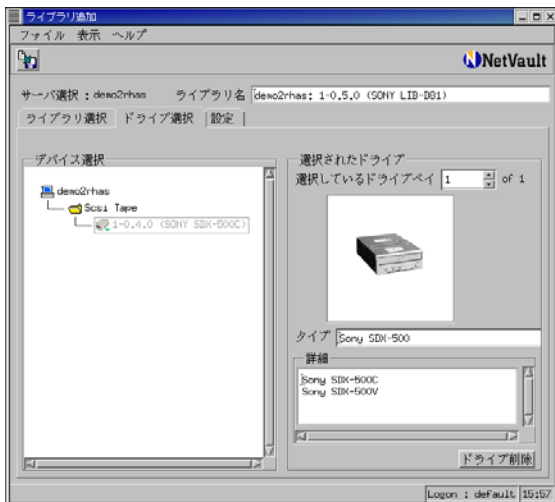 ライブラリ追加
ファイル 表示 ヘルプ
NetVault
サーバ選択 : demo2rhas ライブラリ名 demo2rhas: 1-0.5.0 (SONY LIB-D81)
ライブラリ選択 ドライブ選択 設定
デバイス選択
demo2rhas
Scsi Tape
1-0.4.0 (SONY SDX-500C)
選択されたドライブ
選択しているドライブベイ 1 of 1
タイプ Sony SDX-500
詳細
Sony SDX-500C
Sony SDX-500V
ドライブ削除
Logon : default 15:57